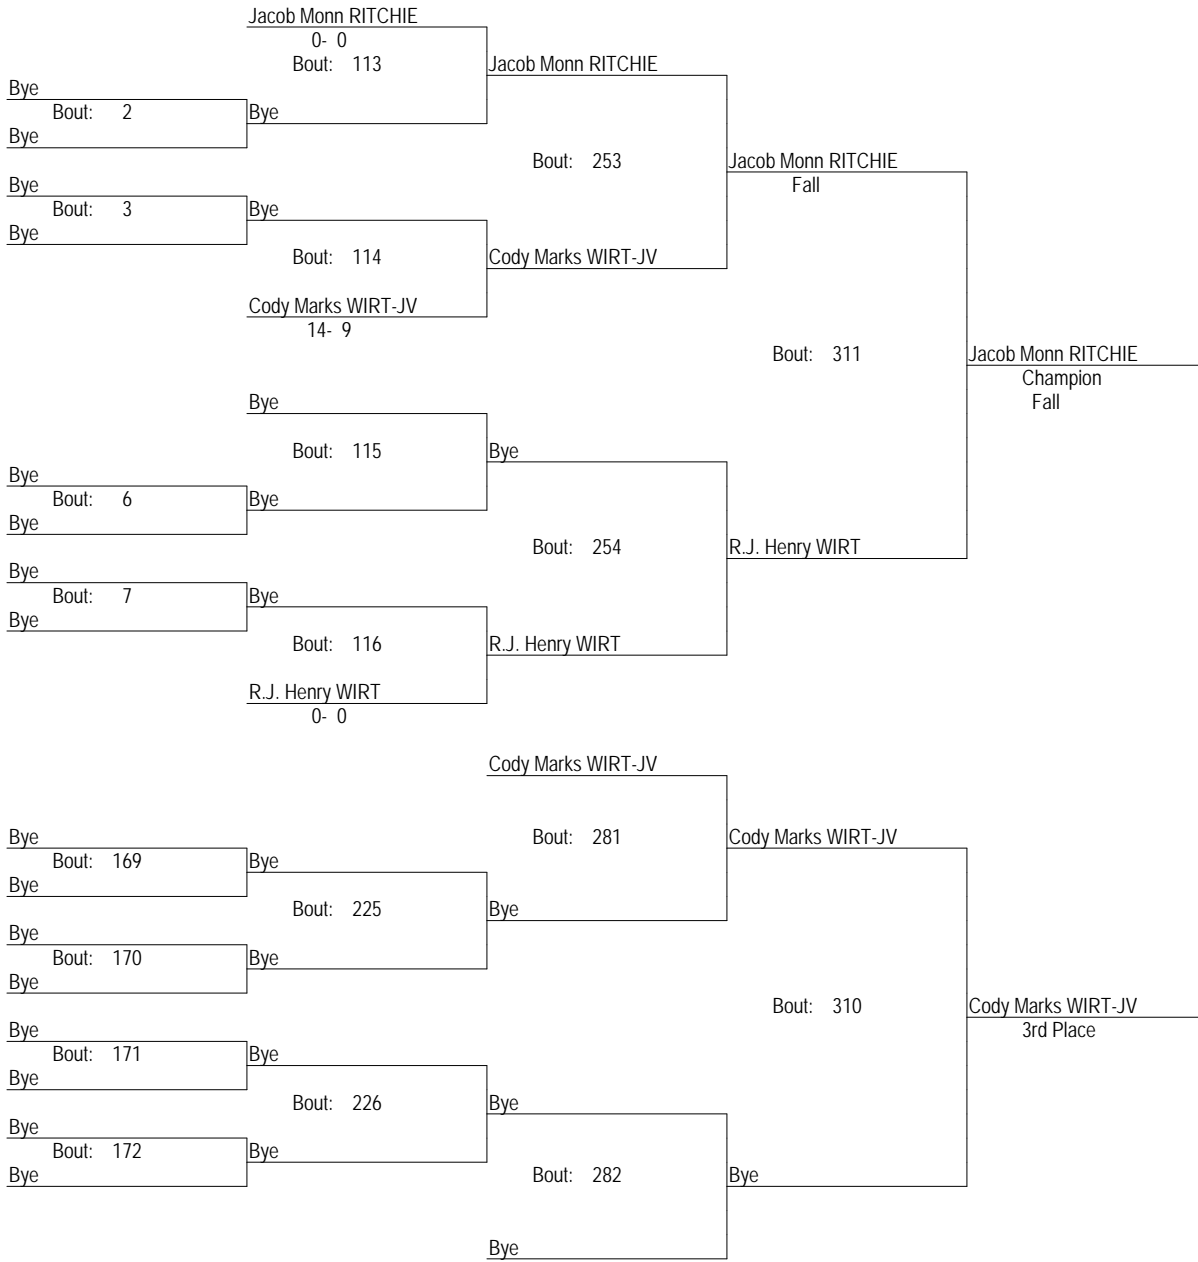 Jacob Monn RITCHIE
0- 0
Bout: 113
Jacob Monn RITCHIE
Bye
Bout: 2
Bye
Bye
Bout: 253
Jacob Monn RITCHIE
Fall
Bye
Bout: 3
Bye
Bye
Bout: 114
Cody Marks WIRT-JV
Cody Marks WIRT-JV
14- 9
Bout: 311
Jacob Monn RITCHIE
Champion
Fall
Bye
Bout: 115
Bye
Bye
Bout: 6
Bye
Bye
Bout: 254
R.J. Henry WIRT
Bye
Bout: 7
Bye
Bye
Bout: 116
R.J. Henry WIRT
R.J. Henry WIRT
0- 0
Cody Marks WIRT-JV
Bout: 281
Cody Marks WIRT-JV
Bye
Bout: 169
Bye
Bye
Bout: 225
Bye
Bye
Bout: 170
Bye
Bye
Bout: 310
Cody Marks WIRT-JV
3rd Place
Bye
Bout: 171
Bye
Bye
Bout: 226
Bye
Bye
Bout: 172
Bye
Bye
Bout: 282
Bye
Bye